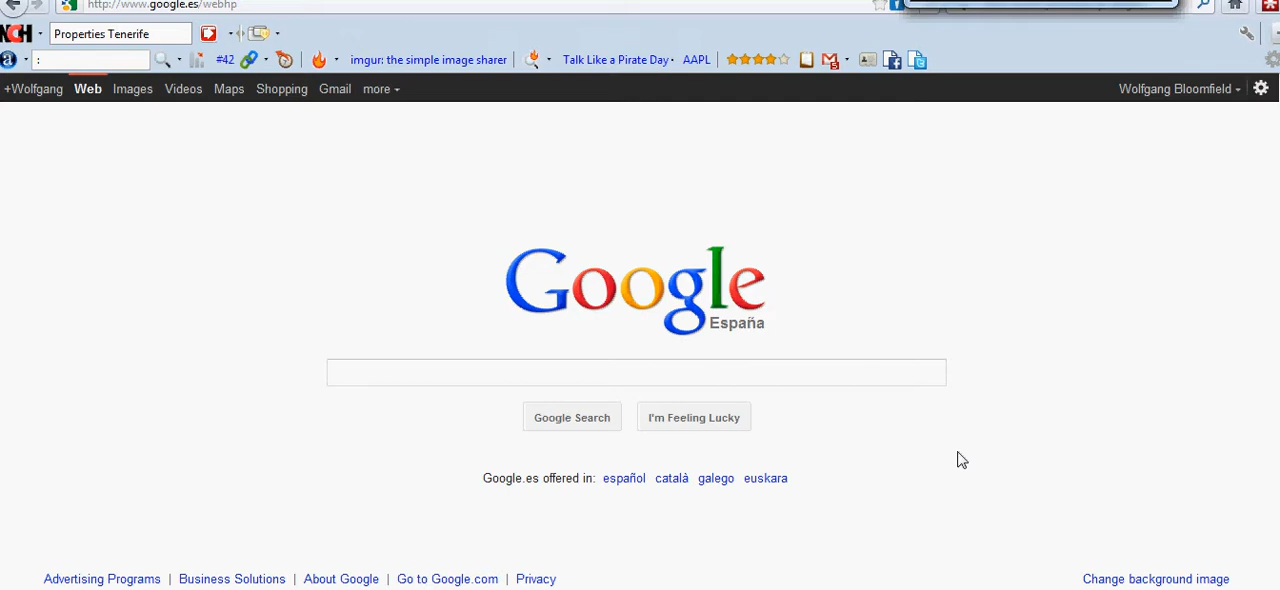 http://www.google.es/webhp
NCH Properties Tenerife
: #42 imgur: the simple image sharer Talk Like a Pirate Day AAPL
+Wolfgang Web Images Videos Maps Shopping Gmail more Wolfgang Bloomfield
Google
España
Google Search I'm Feeling Lucky
Google.es offered in: español català galego euskara
Advertising Programs | Business Solutions | About Google | Go to Google.com | Privacy Change background image